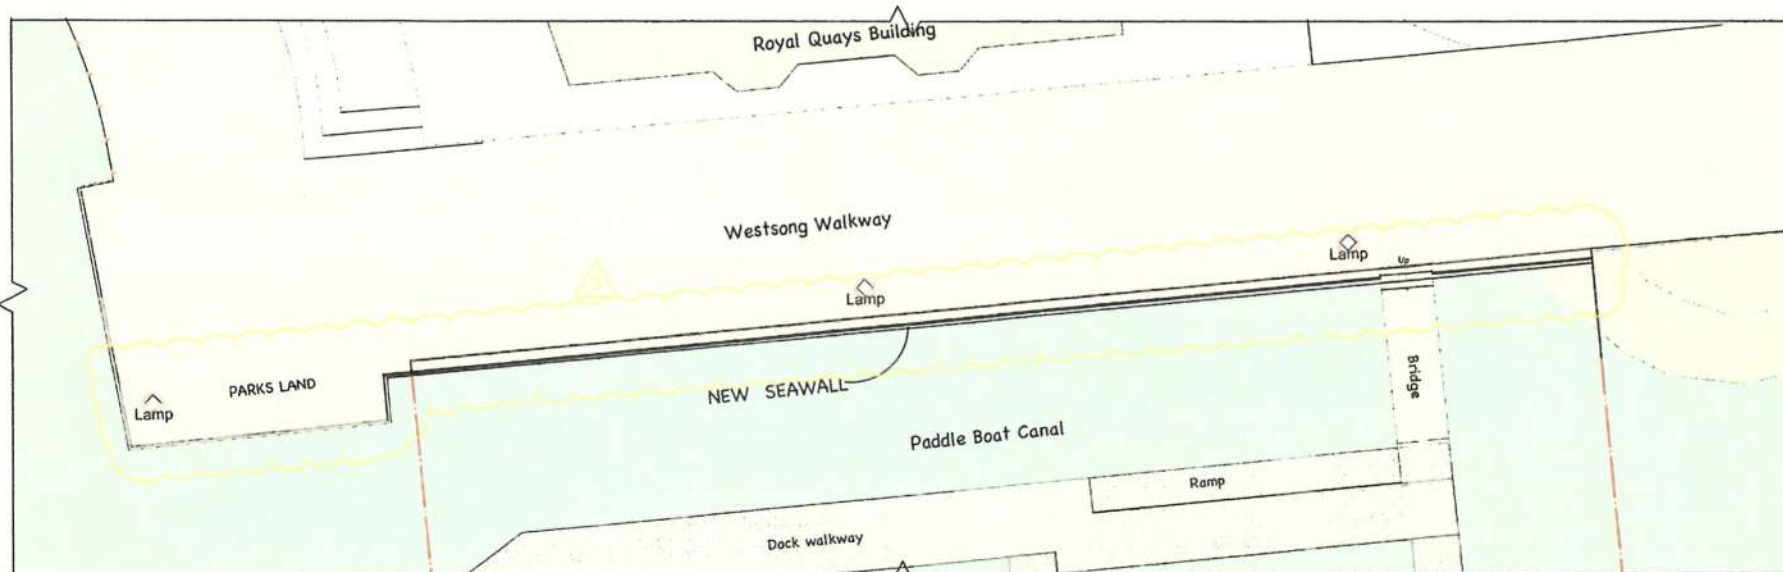 Royal Quays Building
Westsong Walkway
Lamp
Up
Lamp
PARKS LAND
Lamp
NEW SEAWALL
Bridge
Paddle Boat Canal
Ramp
Dock walkway